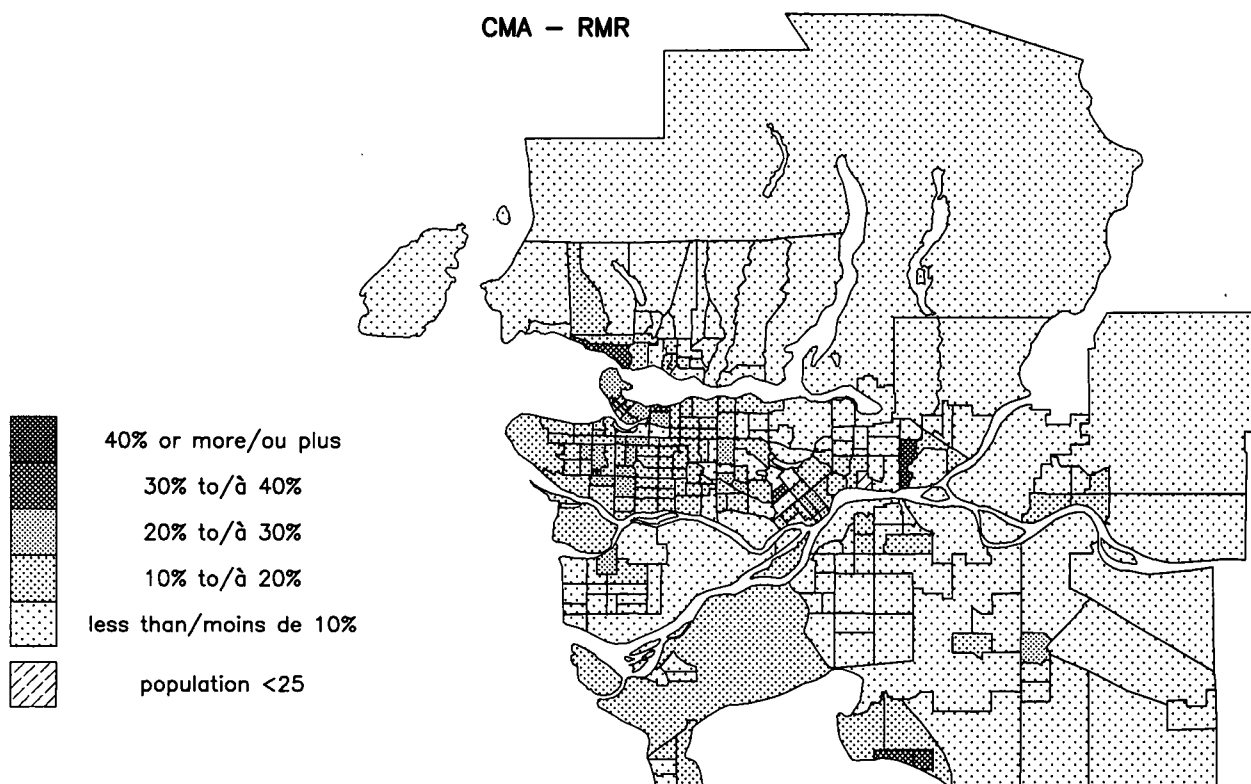 CMA – RMR
40% or more/ou plus
30% to/à 40%
20% to/à 30%
10% to/à 20%
less than/moins de 10%
population <25